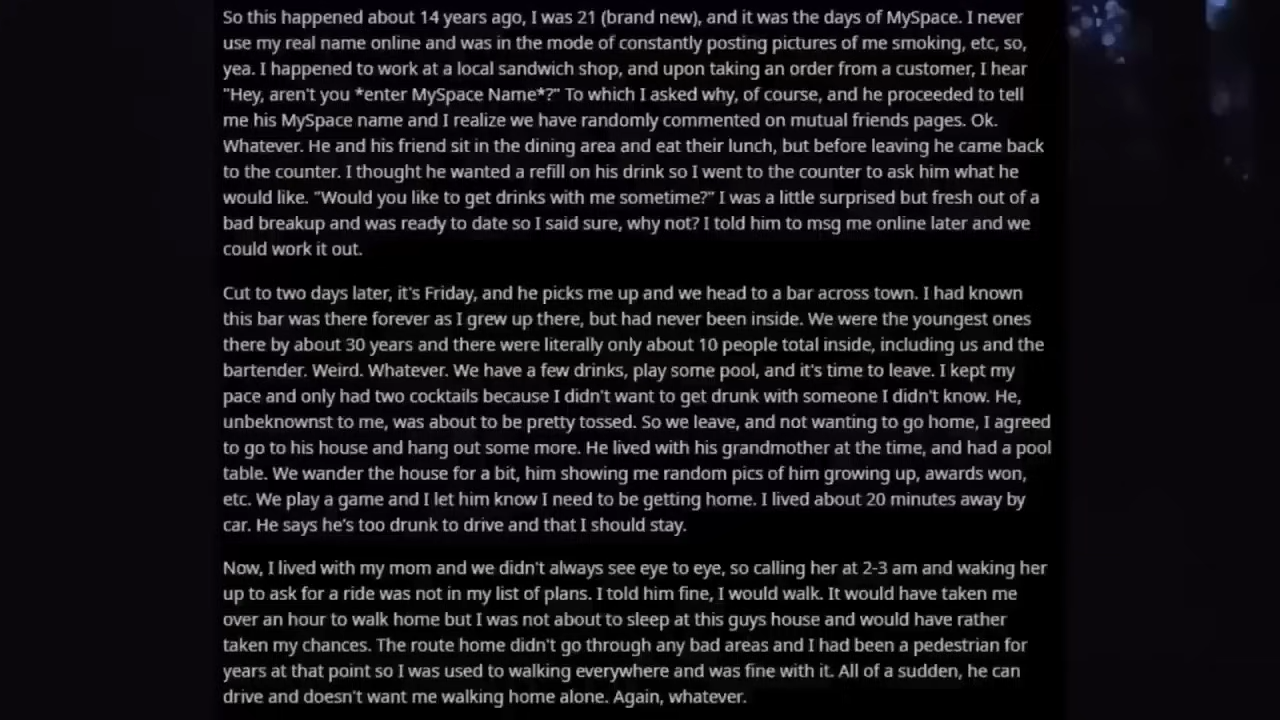 So this happened about 14 years ago, I was 21 (brand new), and it was the days of MySpace. I never
use my real name online and was in the mode of constantly posting pictures of me smoking, etc, so,
yea. I happened to work at a local sandwich shop, and upon taking an order from a customer, I hear
"Hey, aren't you *enter MySpace Name*?" To which I asked why, of course, and he proceeded to tell
me his MySpace name and I realize we have randomly commented on mutual friends pages. Ok.
Whatever. He and his friend sit in the dining area and eat their lunch, but before leaving he came back
to the counter. I thought he wanted a refill on his drink so I went to the counter to ask him what he
would like. "Would you like to get drinks with me sometime?" I was a little surprised but fresh out of a
bad breakup and was ready to date so I said sure, why not? I told him to msg me online later and we
could work it out.
Cut to two days later, it's Friday, and he picks me up and we head to a bar across town. I had known
this bar was there forever as I grew up there, but had never been inside. We were the youngest ones
there by about 30 years and there were literally only about 10 people total inside, including us and the
bartender. Weird. Whatever. We have a few drinks, play some pool, and it's time to leave. I kept my
pace and only had two cocktails because I didn't want to get drunk with someone I didn't know. He,
unbeknownst to me, was about to be pretty tossed. So we leave, and not wanting to go home, I agreed
to go to his house and hang out some more. He lived with his grandmother at the time, and had a pool
table. We wander the house for a bit, him showing me random pics of him growing up, awards won,
etc. We play a game and I let him know I need to be getting home. I lived about 20 minutes away by
car. He says he's too drunk to drive and that I should stay.
Now, I lived with my mom and we didn't always see eye to eye, so calling her at 2-3 am and waking her
up to ask for a ride was not in my list of plans. I told him fine, I would walk. It would have taken me
over an hour to walk home but I was not about to sleep at this guys house and would have rather
taken my chances. The route home didn't go through any bad areas and I had been a pedestrian for
years at that point so I was used to walking everywhere and was fine with it. All of a sudden, he can
drive and doesn't want me walking home alone. Again, whatever.